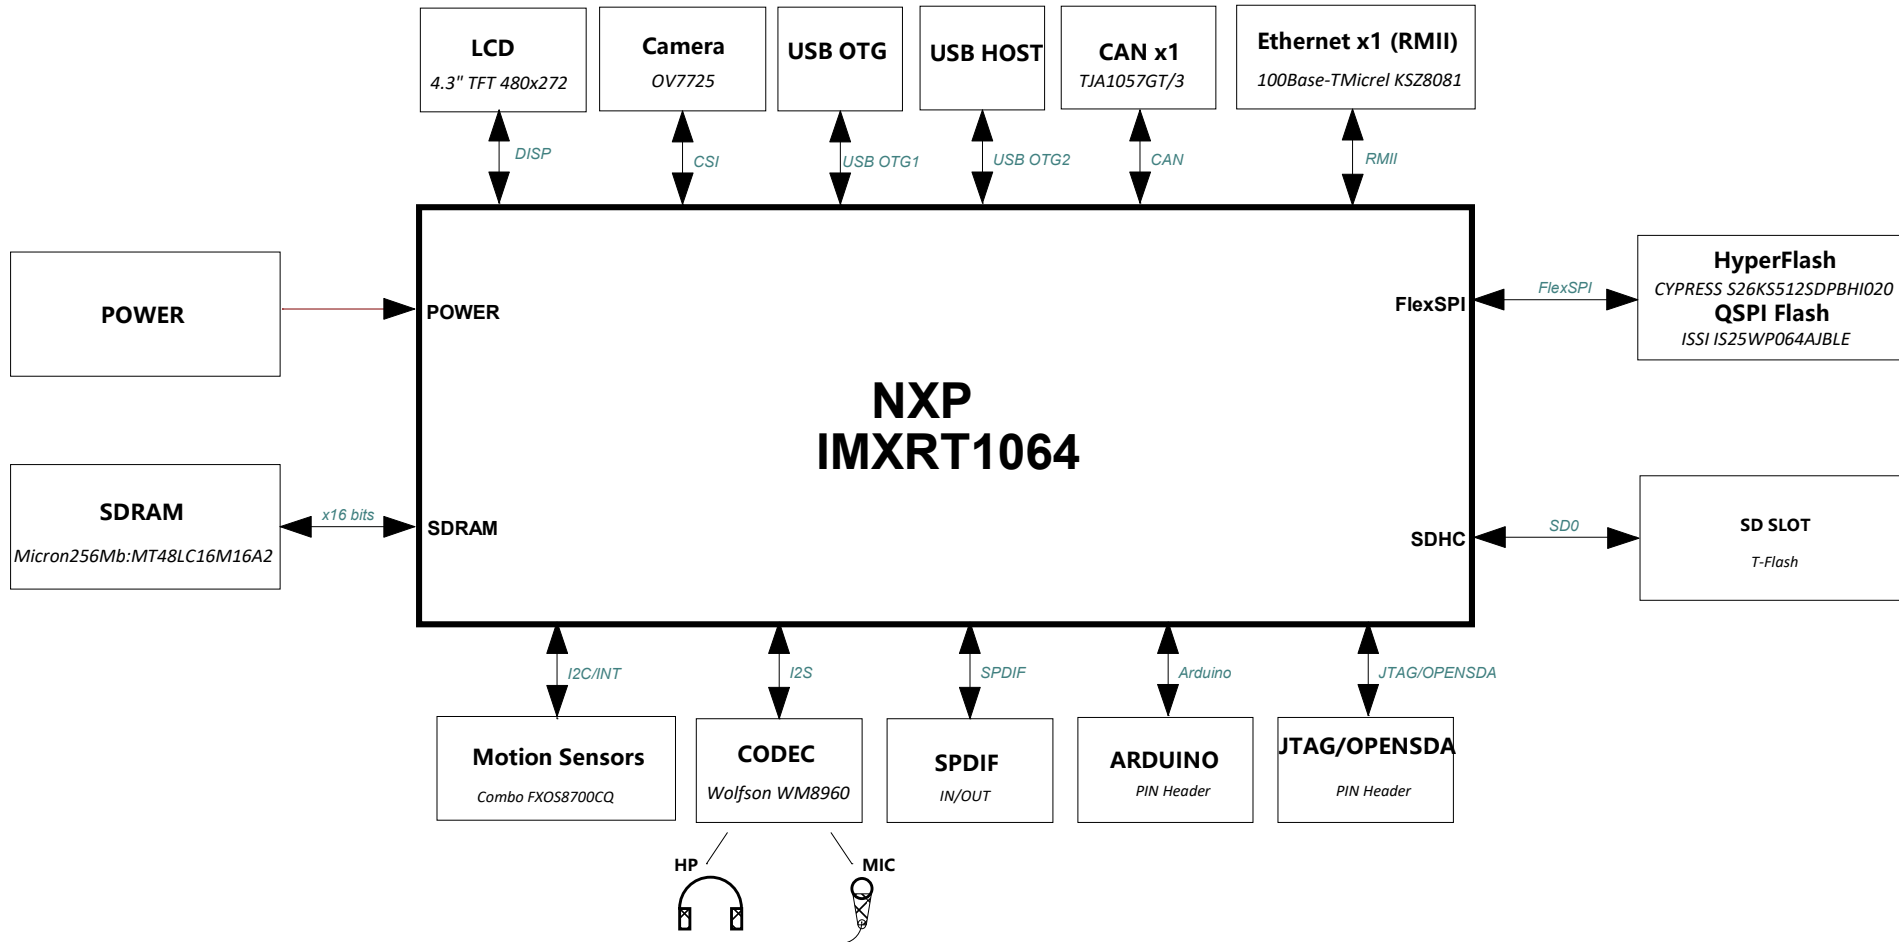 LCD
4.3" TFT 480x272
Camera
OV7725
USB OTG
USB HOST
CAN x1
TJA1057GT/3
Ethernet x1 (RMII)
100Base-TMicrel KSZ8081
DISP
CSI
USB OTG1
USB OTG2
CAN
RMII
POWER
POWER
FlexSPI
FlexSPI
HyperFlash
CYPRESS S26KS512SDPBHI020
QSPI Flash
ISSI IS25WP064AJBLE
NXP
IMXRT1064
SDRAM
Micron256Mb:MT48LC16M16A2
x16 bits
SDRAM
SDHC
SD0
SD SLOT
T-Flash
I2C/INT
I2S
SPDIF
Arduino
JTAG/OPENSDA
Motion Sensors
Combo FXOS8700CQ
CODEC
Wolfson WM8960
SPDIF
IN/OUT
ARDUINO
PIN Header
JTAG/OPENSDA
PIN Header
HP
MIC